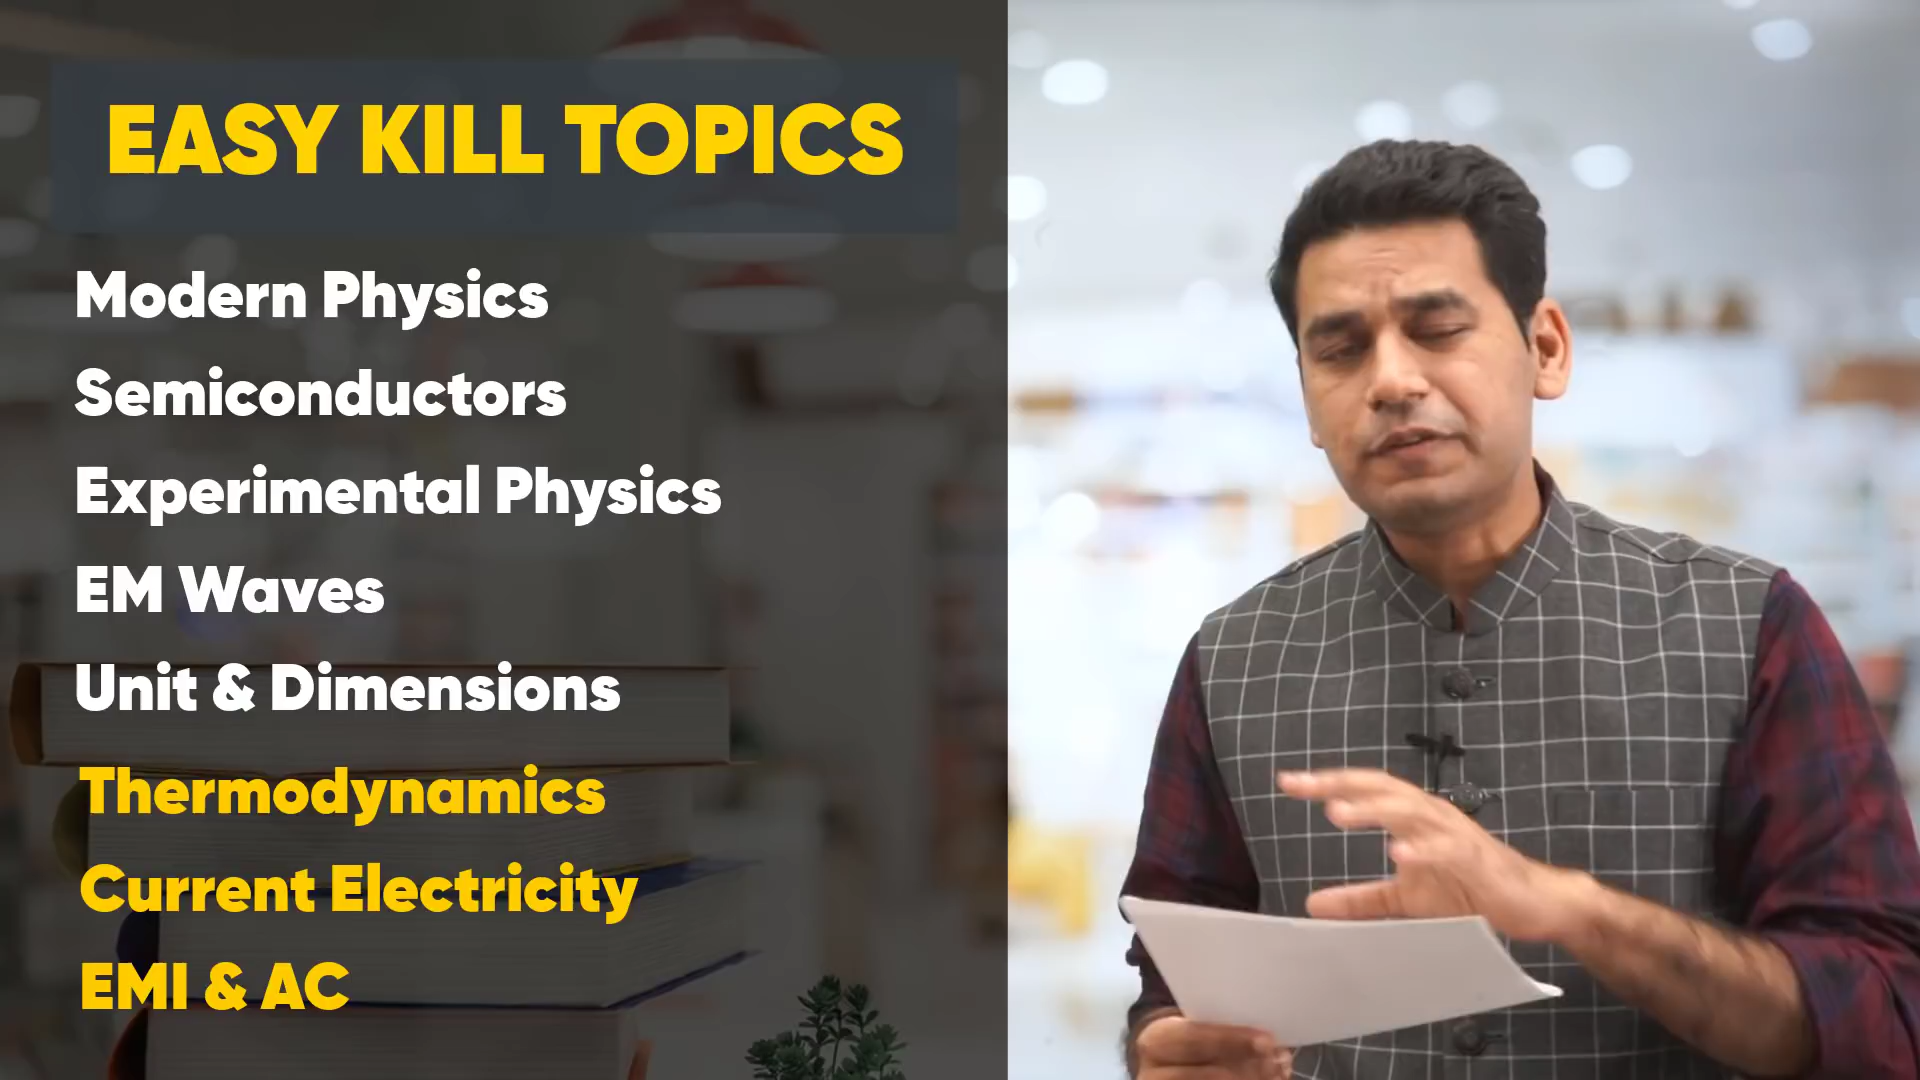 EASY KILL TOPICS
Modern Physics
Semiconductors
Experimental Physics
EM Waves
Unit & Dimensions
Thermodynamics
Current Electricity
EMI & AC